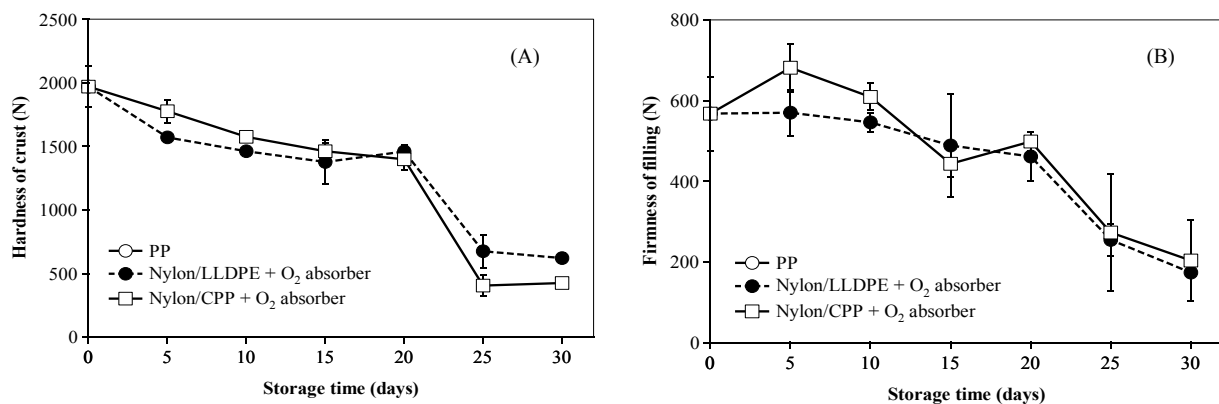 2500
2000
1500
1000
500
0
0 5 10 15 20 25 30
Hardness of crust (N)
Storage time (days)
(A)
PP
Nylon/LLDPE + O₂ absorber
Nylon/CPP + O₂ absorber
800
600
400
200
0
0 5 10 15 20 25 30
Firmness of filling (N)
Storage time (days)
(B)
PP
Nylon/LLDPE + O₂ absorber
Nylon/CPP + O₂ absorber